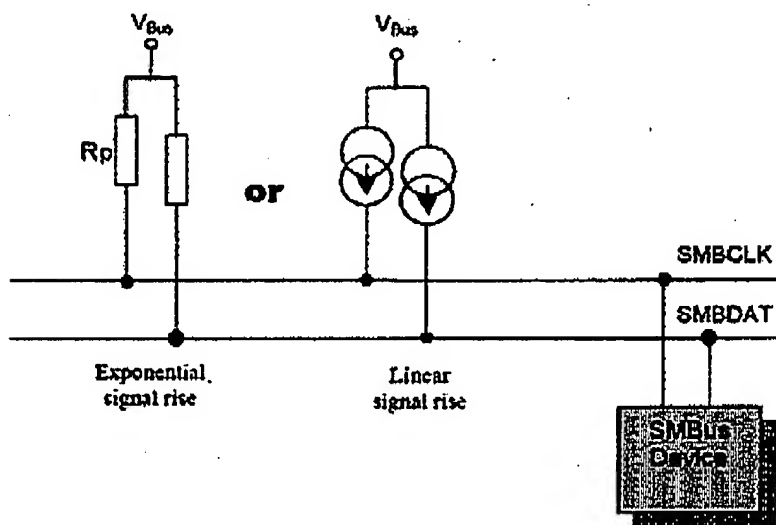 VBus
VBus
Rp
or
SMBCLK
SMBDAT
Exponential
signal rise
Linear
signal rise
SMBus
Device